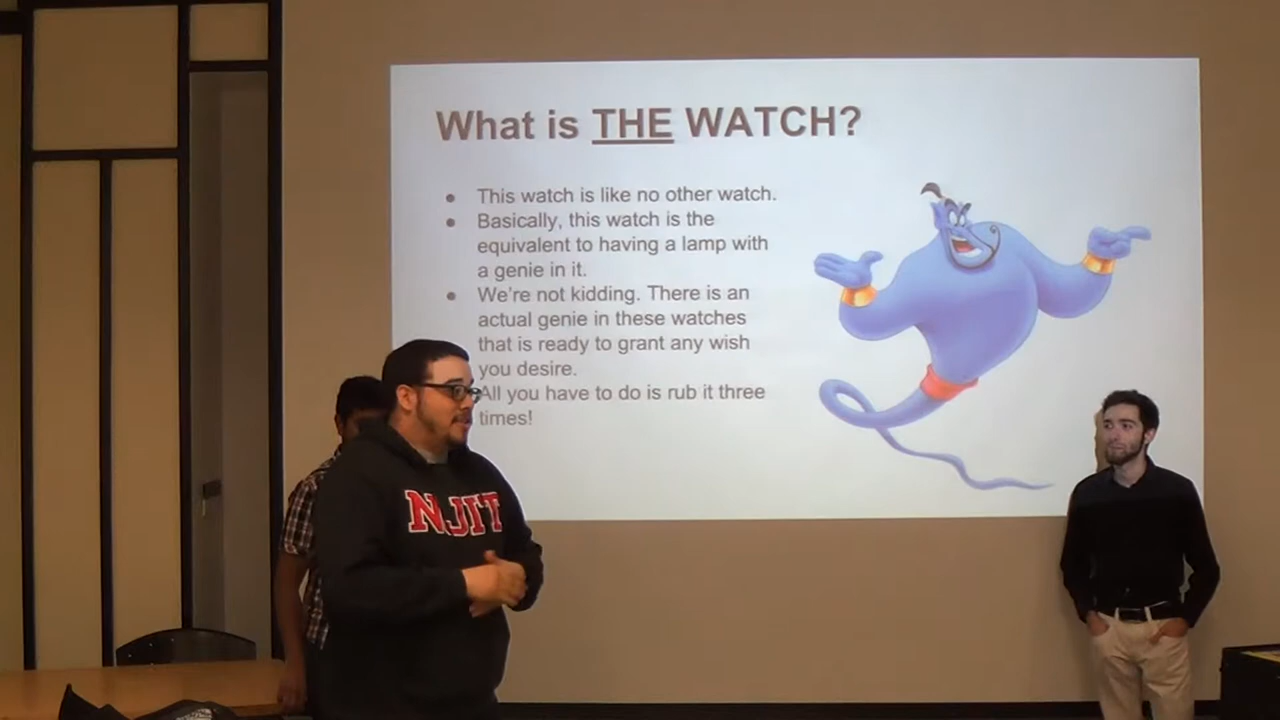 What is THE WATCH?
● This watch is like no other watch.
● Basically, this watch is the
equivalent to having a lamp with
a genie in it.
● We're not kidding. There is an
actual genie in these watches
that is ready to grant any wish
you desire.
All you have to do is rub it three
times!
NJIT